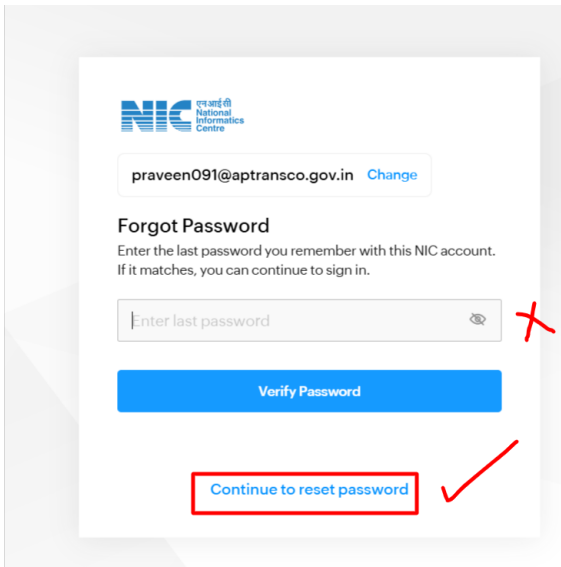 NIC
एन आई सी
National
Informatics
Centre
praveen091@aptransco.gov.in Change
Forgot Password
Enter the last password you remember with this NIC account.
If it matches, you can continue to sign in.
Enter last password
Verify Password
Continue to reset password